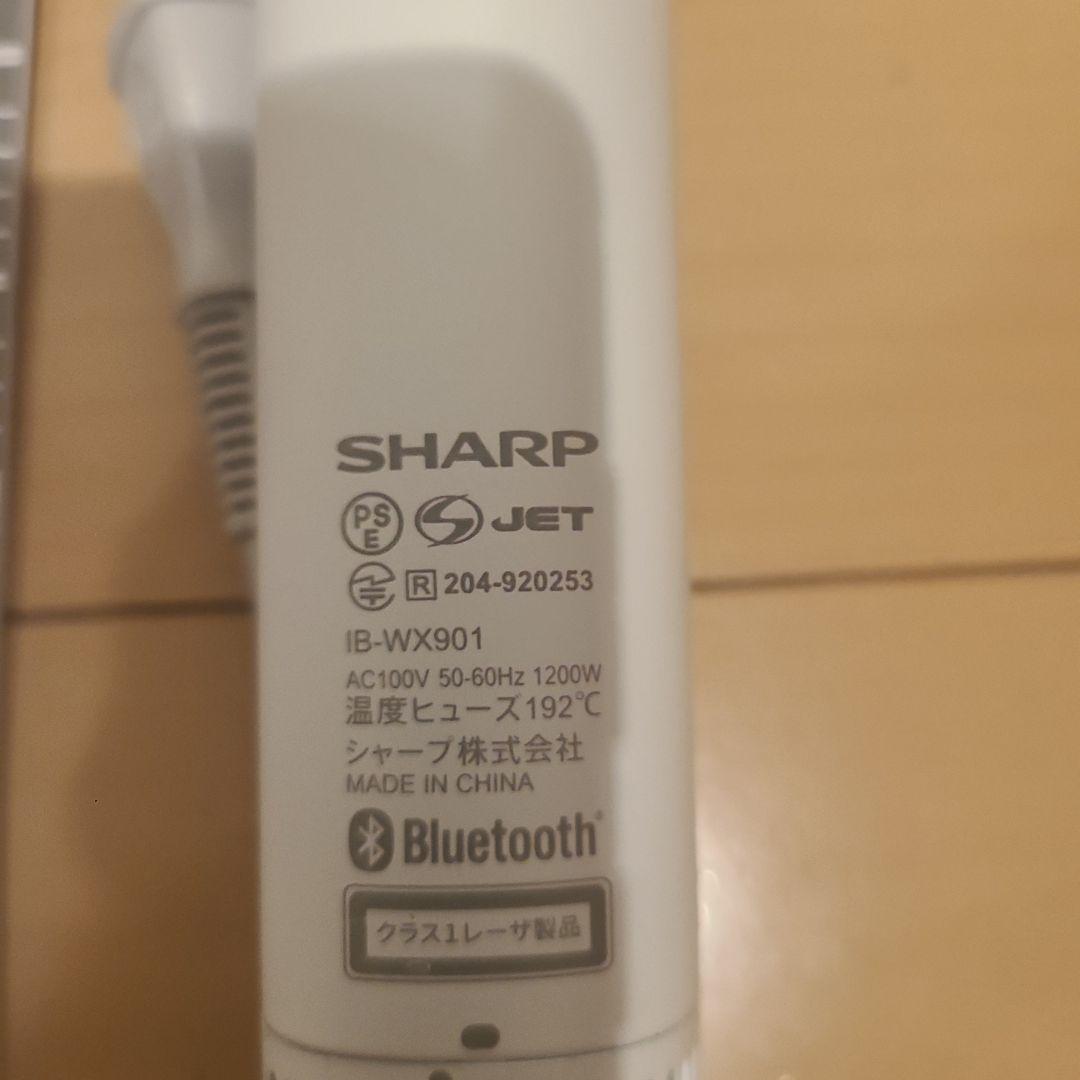 SHARP
PS E JET
R 204-920253
IB-WX901
AC100V 50-60Hz 1200W
温度ヒューズ192℃
シャープ株式会社
MADE IN CHINA
Bluetooth®
クラス1レーザ製品